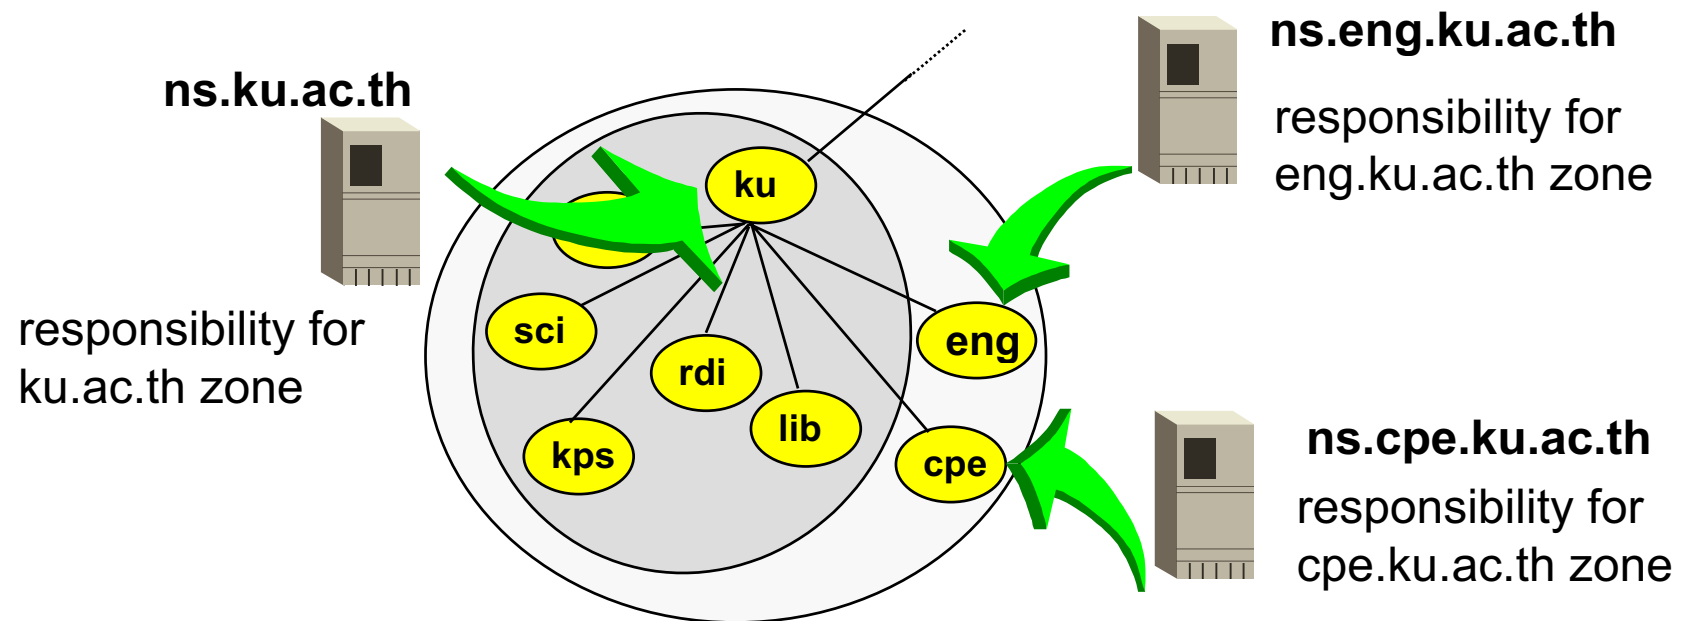 ns.ku.ac.th
responsibility for
ku.ac.th zone
ns.eng.ku.ac.th
responsibility for
eng.ku.ac.th zone
ku
sci
rdi
eng
kps
lib
cpe
ns.cpe.ku.ac.th
responsibility for
cpe.ku.ac.th zone